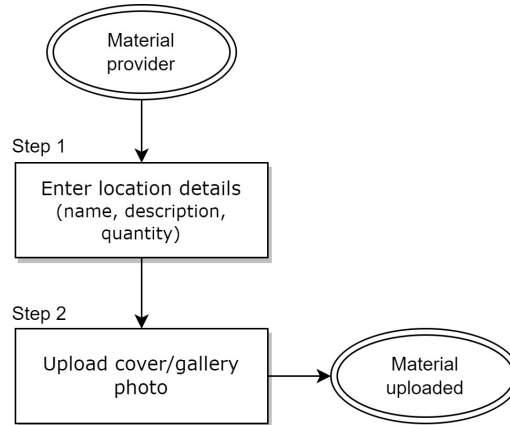 Material
provider
Step 1
Enter location details
(name, description,
quantity)
Step 2
Upload cover/gallery
photo
Material
uploaded